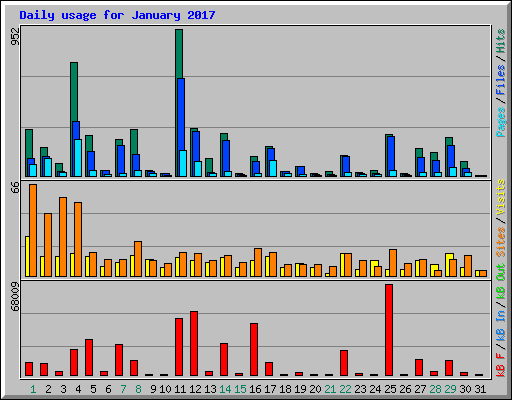 Daily usage for January 2017
952
Pages / Files / Hits
66
Sites / Visits
68009
kB F / kB In / kB Out
1 2 3 4 5 6 7 8 9 10 11 12 13 14 15 16 17 18 19 20 21 22 23 24 25 26 27 28 29 30 31